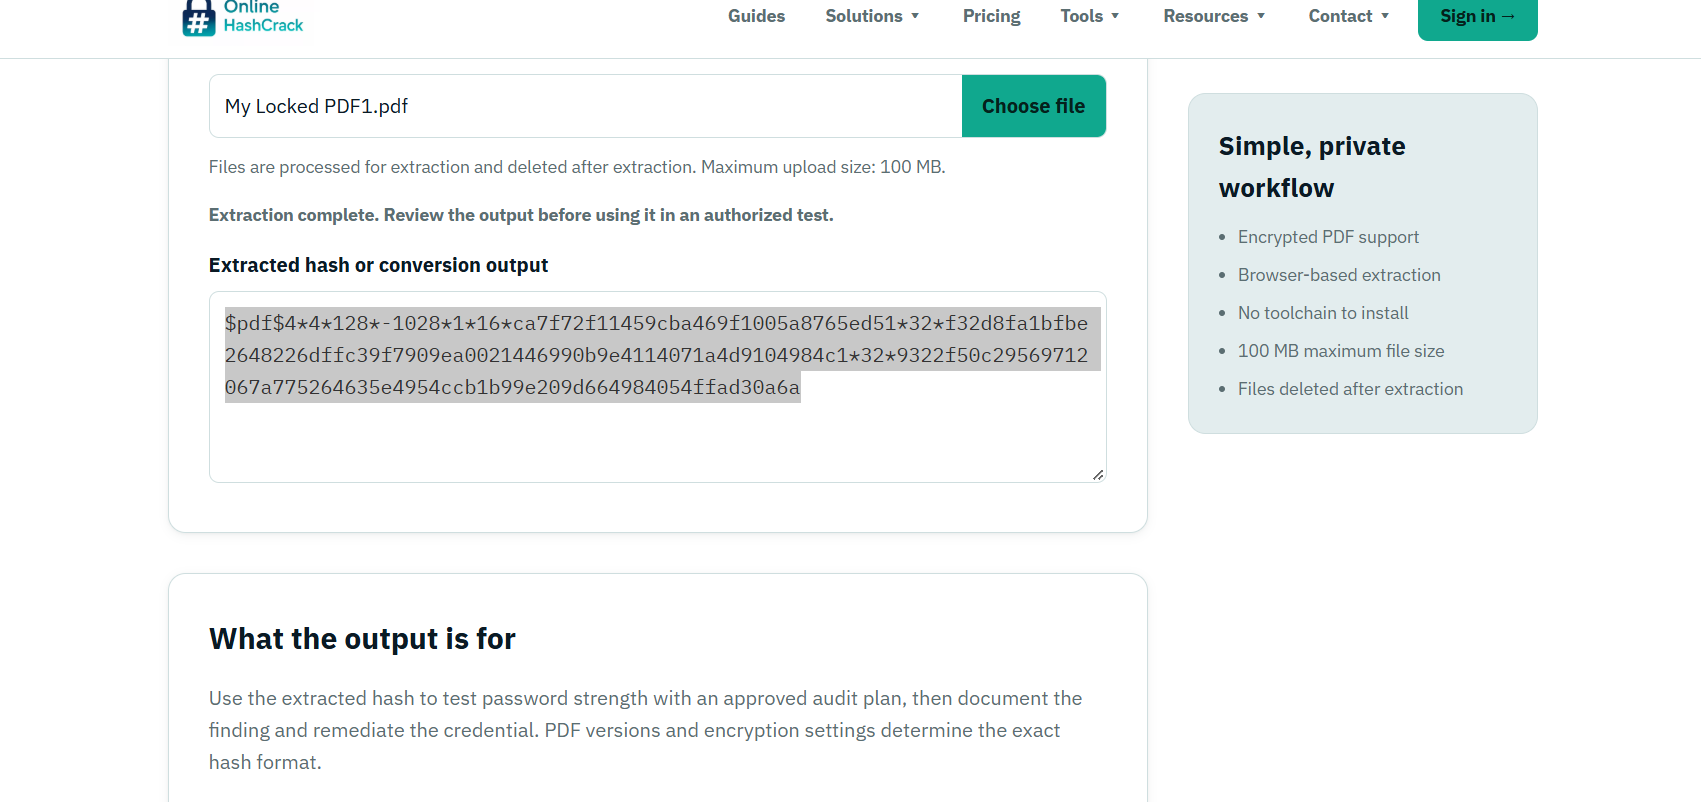 Online
HashCrack
Guides
Solutions
Pricing
Tools
Resources
Contact
Sign in →
My Locked PDF1.pdf
Choose file
Files are processed for extraction and deleted after extraction. Maximum upload size: 100 MB.
Extraction complete. Review the output before using it in an authorized test.
Extracted hash or conversion output
$pdf$4*4*128*-1028*1*16*ca7f72f11459cba469f1005a8765ed51*32*f32d8fa1bfbe
2648226dffc39f7909ea0021446990b9e4114071a4d9104984c1*32*9322f50c29569712
067a775264635e4954ccb1b99e209d664984054ffad30a6a
Simple, private
workflow
• Encrypted PDF support
• Browser-based extraction
• No toolchain to install
• 100 MB maximum file size
• Files deleted after extraction
What the output is for
Use the extracted hash to test password strength with an approved audit plan, then document the
finding and remediate the credential. PDF versions and encryption settings determine the exact
hash format.